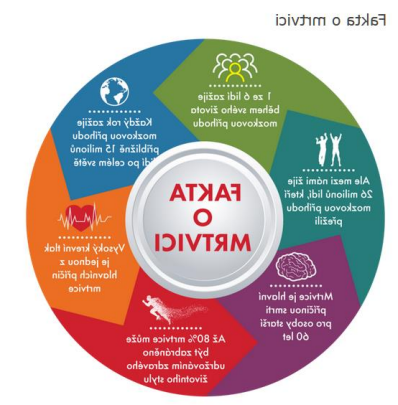 Fakta o mrtvici
1 ze 6 lidí zažije
během svého života
mozkovou příhodu
Každý rok zažije
mozkovou příhodu
přibližně 15 milionů
lidí po celém světě
Ale mezi námi žije
26 milionů lidí, kteří
mozkovou příhodu
přežili
FAKTA
O
MRTVICI
Vysoký krevní tlak
je jednou z
hlavních příčin
mrtvice
Mrtvice je hlavní
příčinou smrti
pro osoby starší
60 let
Až 80% mrtvice může
být zabráněno
udržováním zdravého
životního stylu